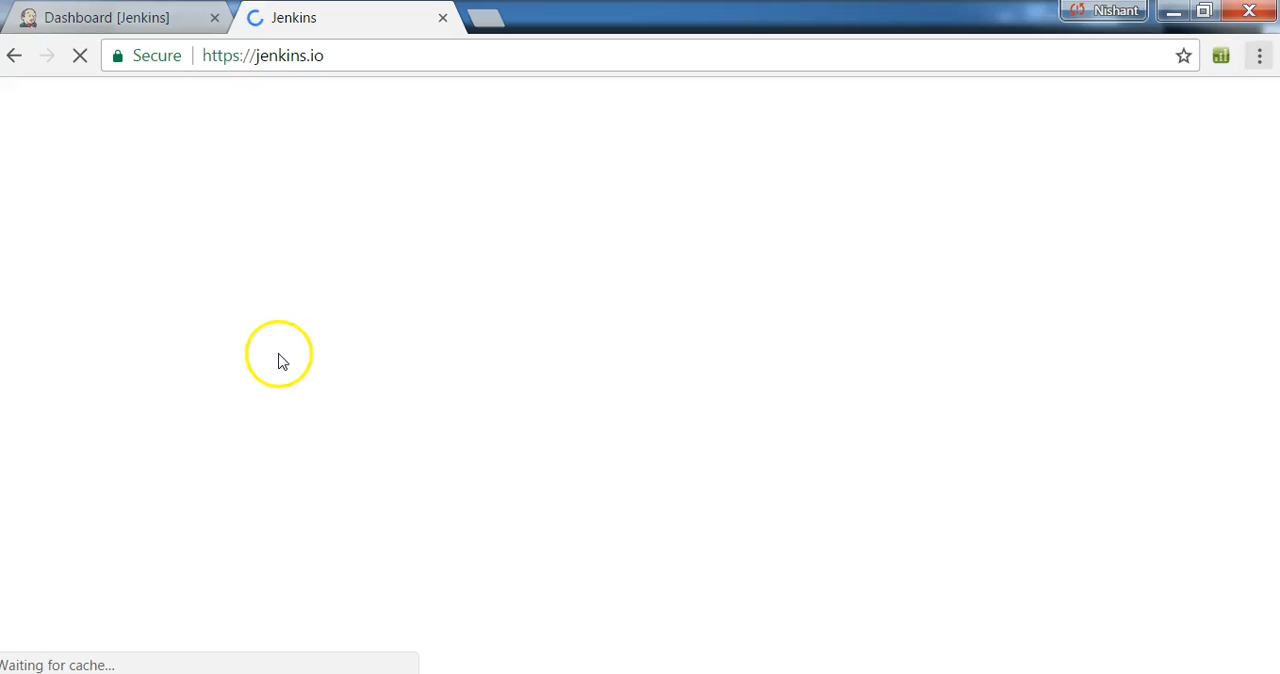 Dashboard [Jenkins]
Jenkins
Nishant
Secure
https://jenkins.io
Waiting for cache...